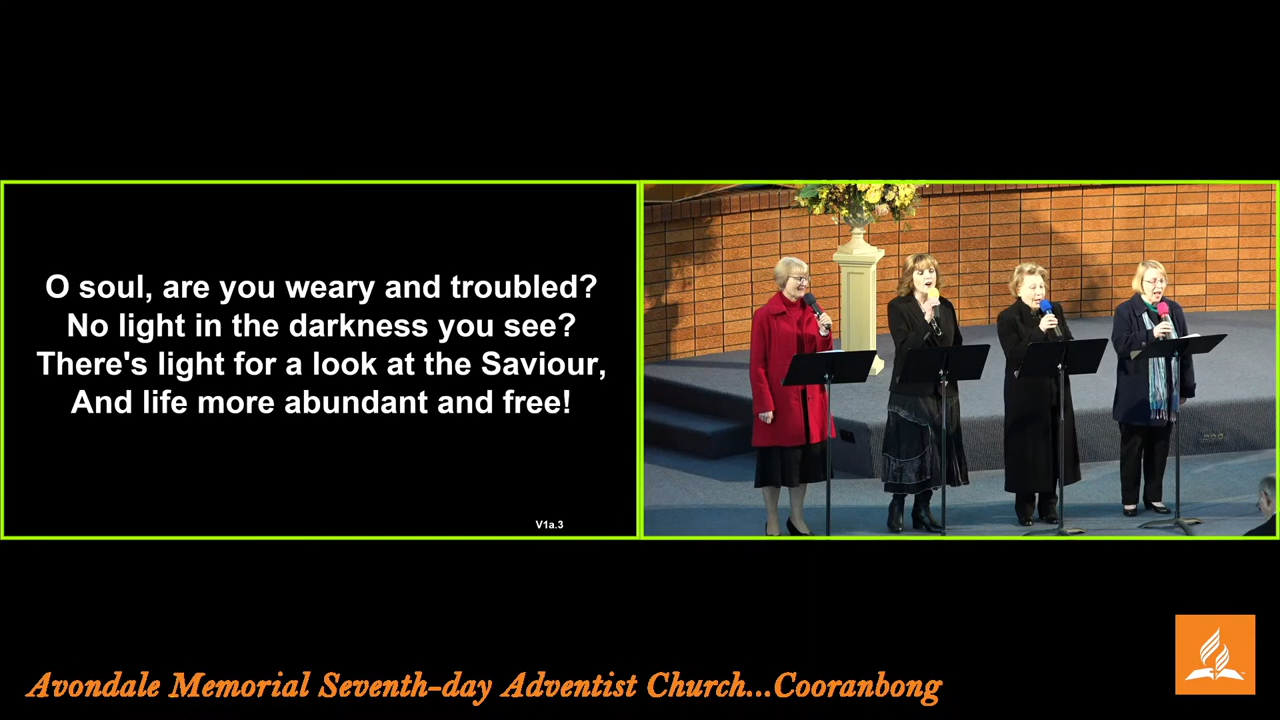 O soul, are you weary and troubled?
No light in the darkness you see?
There's light for a look at the Saviour,
And life more abundant and free!
V1a.3
Avondale Memorial Seventh-day Adventist Church...Cooranbong